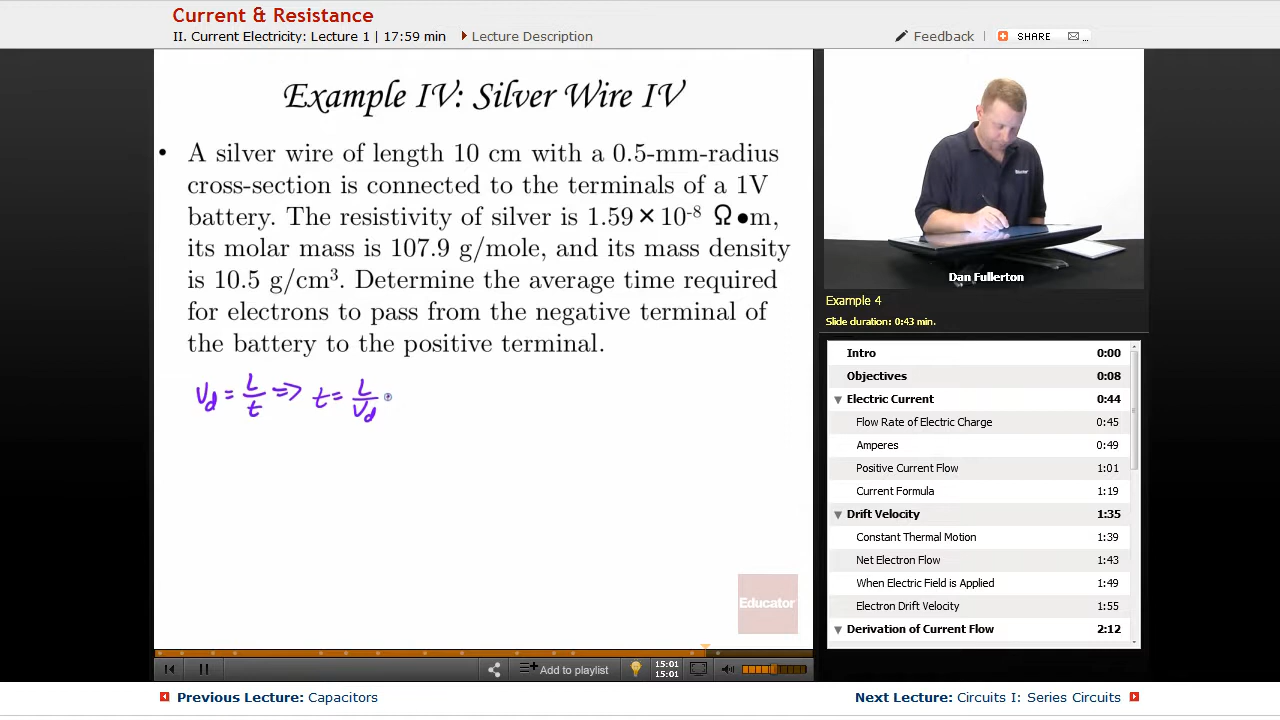 Current & Resistance
II. Current Electricity: Lecture 1 | 17:59 min
Lecture Description
Feedback
SHARE
Example IV: Silver Wire IV
• A silver wire of length 10 cm with a 0.5-mm-radius
cross-section is connected to the terminals of a 1V
battery. The resistivity of silver is 1.59×10⁻⁸ Ω•m,
its molar mass is 107.9 g/mole, and its mass density
is 10.5 g/cm³. Determine the average time required
for electrons to pass from the negative terminal of
the battery to the positive terminal.
v_d = L/t => t = L/v_d
Educator
Add to playlist
15:01
15:01
Educator
Dan Fullerton
Example 4
Slide duration: 0:43 min.
Intro 0:00
Objectives 0:08
Electric Current 0:44
Flow Rate of Electric Charge 0:45
Amperes 0:49
Positive Current Flow 1:01
Current Formula 1:19
Drift Velocity 1:35
Constant Thermal Motion 1:39
Net Electron Flow 1:43
When Electric Field is Applied 1:49
Electron Drift Velocity 1:55
Derivation of Current Flow 2:12
Previous Lecture: Capacitors
Next Lecture: Circuits I: Series Circuits